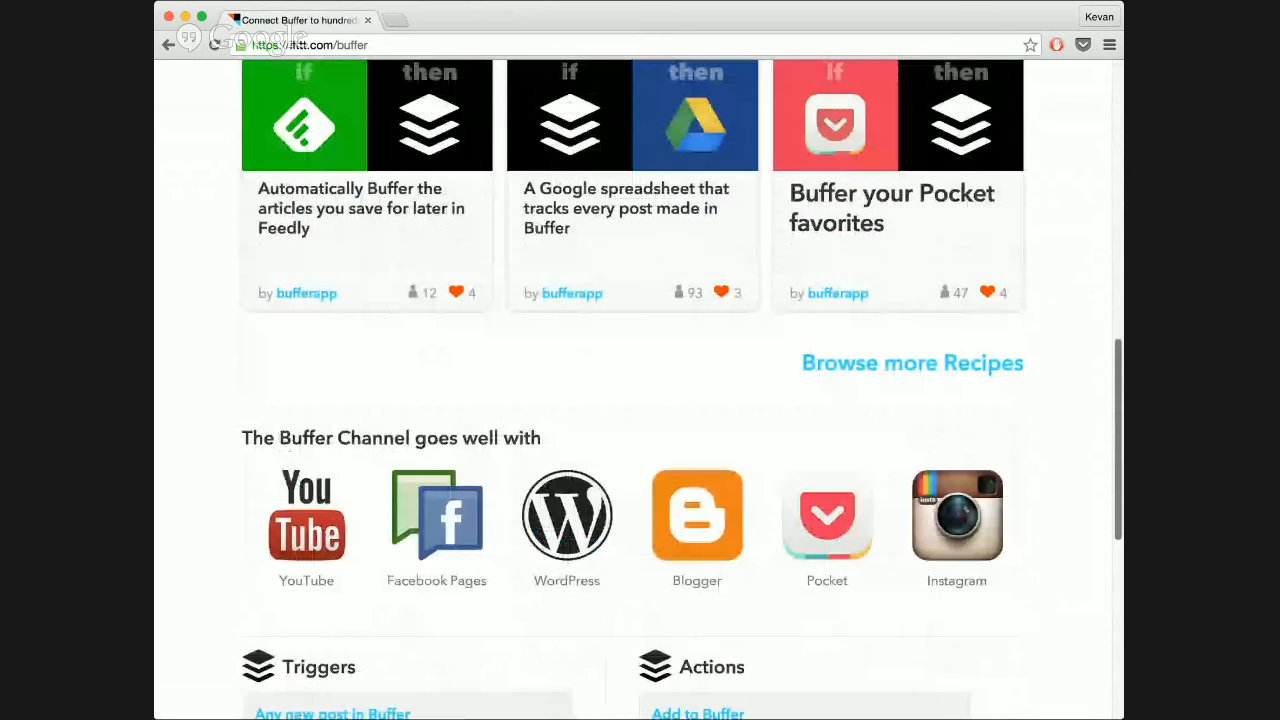 Connect Buffer to hundred
Kevan
Google
https://ifttt.com/buffer
if then
if then
If then
Automatically Buffer the
articles you save for later in
Feedly
by bufferapp 12 4
A Google spreadsheet that
tracks every post made in
Buffer
by bufferapp 93 3
Buffer your Pocket
favorites
by bufferapp 47 4
Browse more Recipes
The Buffer Channel goes well with
You
Tube
YouTube
Facebook Pages
WordPress
Blogger
Pocket
Instagram
Triggers
Any new post in Buffer
Actions
Add to Buffer